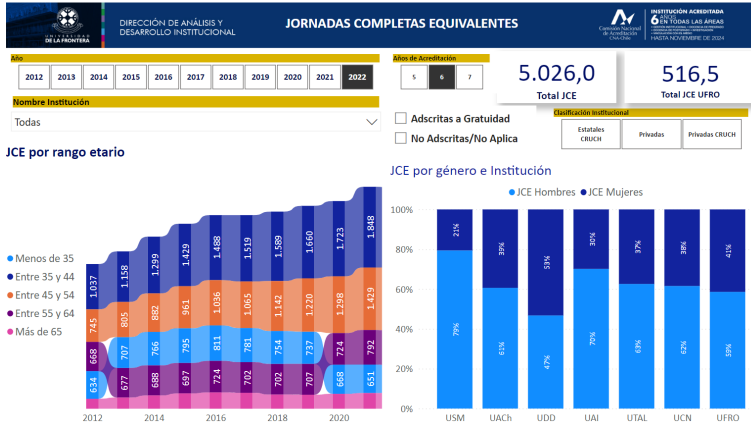 UNIVERSIDAD
DE LA FRONTERA
DIRECCIÓN DE ANÁLISIS Y
DESARROLLO INSTITUCIONAL
JORNADAS COMPLETAS EQUIVALENTES
Comisión Nacional
de Acreditación
CNA-Chile
INSTITUCIÓN ACREDITADA
6 AÑOS
EN TODAS LAS ÁREAS
HASTA NOVIEMBRE DE 2024
Año
2012 2013 2014 2015 2016 2017 2018 2019 2020 2021 2022
Nombre Institución
Todas
Años de Acreditación
5 6 7
Adscritas a Gratuidad
No Adscritas/No Aplica
5.026,0
Total JCE
516,5
Total JCE UFRO
Clasificación Institucional
Estatales
CRUCH
Privadas
Privadas CRUCH
JCE por rango etario
Menos de 35
Entre 35 y 44
Entre 45 y 54
Entre 55 y 64
Más de 65
1.037 1.158 1.299 1.429 1.488 1.519 1.589 1.660 1.723 1.848
745 805 882 961 1.036 1.065 1.142 1.220 1.298 1.429
668 707 766 795 811 781 754 737 724 792
634 677 688 697 724 702 702 707 668 651
2012 2014 2016 2018 2020
JCE por género e Institución
JCE Hombres JCE Mujeres
100%
80%
60%
40%
20%
0%
21% 39% 53% 30% 37% 38% 41%
79% 61% 47% 70% 63% 62% 59%
USM UACh UDD UAI UTAL UCN UFRO